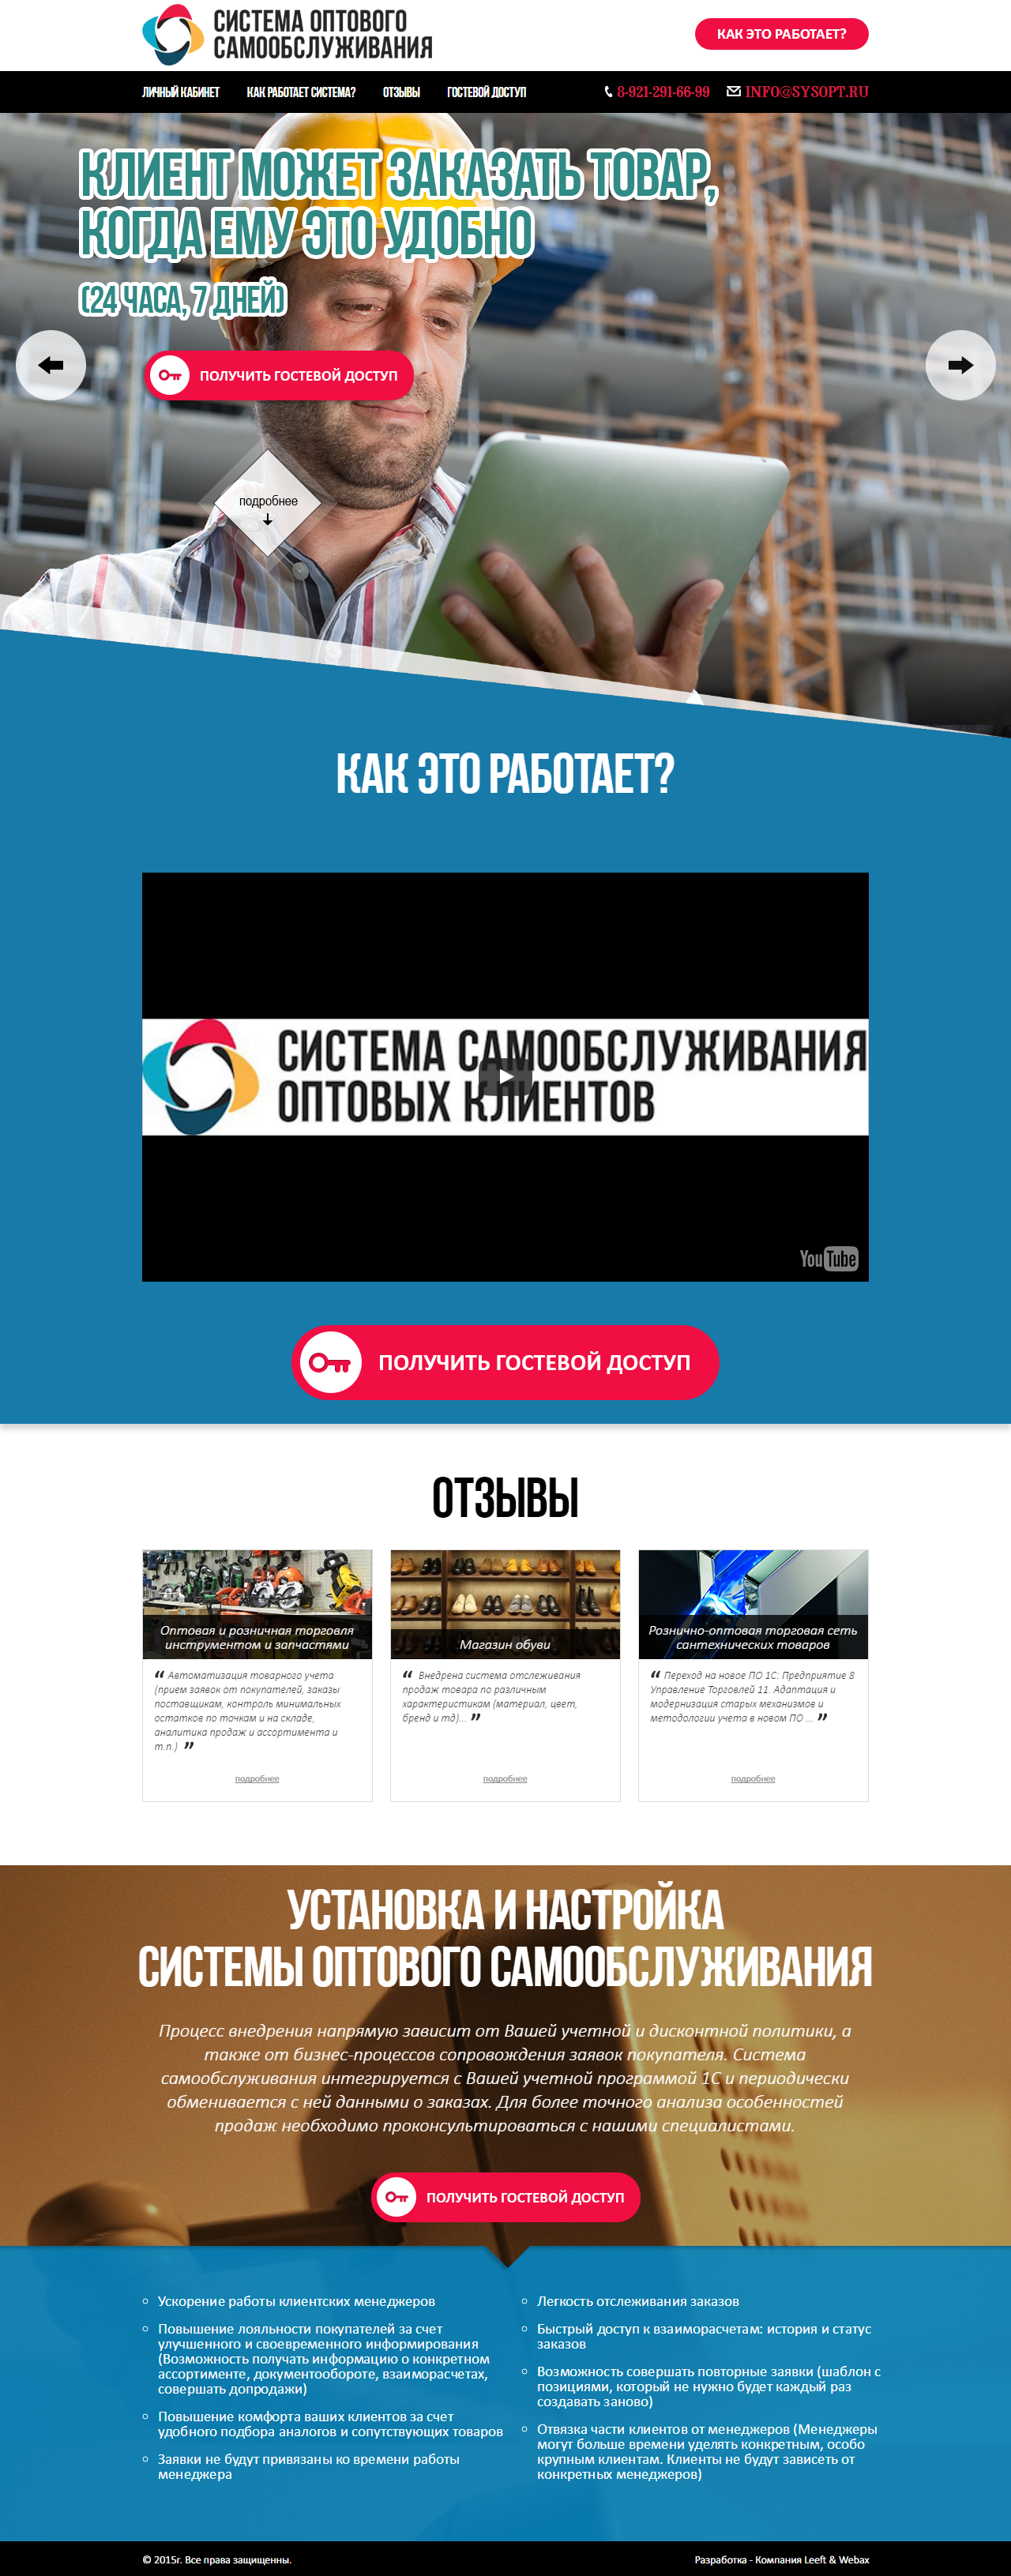 СИСТЕМА ОПТОВОГО
САМООБСЛУЖИВАНИЯ
КАК ЭТО РАБОТАЕТ?
ЛИЧНЫЙ КАБИНЕТ
КАК РАБОТАЕТ СИСТЕМА?
ОТЗЫВЫ
ГОСТЕВОЙ ДОСТУП
8-921-291-66-99
INFO@SYSOPT.RU
КЛИЕНТ МОЖЕТ ЗАКАЗАТЬ ТОВАР,
КОГДА ЕМУ ЭТО УДОБНО
(24 ЧАСА, 7 ДНЕЙ)
ПОЛУЧИТЬ ГОСТЕВОЙ ДОСТУП
подробнее
КАК ЭТО РАБОТАЕТ?
СИСТЕМА САМООБСЛУЖИВАНИЯ
ОПТОВЫХ КЛИЕНТОВ
YouTube
ПОЛУЧИТЬ ГОСТЕВОЙ ДОСТУП
ОТЗЫВЫ
Оптовая и розничная торговля
инструментом и запчастями
“ Автоматизация товарного учета
(прием заявок от покупателей, заказы
поставщикам, контроль минимальных
остатков по точкам и на складе,
аналитика продаж и ассортимента и
т.п.) ”
подробнее
Магазин обуви
“ Внедрена система отслеживания
продаж товара по различным
характеристикам (материал, цвет,
бренд и тд)... ”
подробнее
Рознично-оптовая торговая сеть
сантехнических товаров
“ Переход на новое ПО 1С: Предприятие 8
Управление Торговлей 11. Адаптация и
модернизация старых механизмов и
методологии учета в новом ПО ... ”
подробнее
УСТАНОВКА И НАСТРОЙКА
СИСТЕМЫ ОПТОВОГО САМООБСЛУЖИВАНИЯ
Процесс внедрения напрямую зависит от Вашей учетной и дисконтной политики, а
также от бизнес-процессов сопровождения заявок покупателя. Система
самообслуживания интегрируется с Вашей учетной программой 1С и периодически
обменивается с ней данными о заказах. Для более точного анализа особенностей
продаж необходимо проконсультироваться с нашими специалистами.
ПОЛУЧИТЬ ГОСТЕВОЙ ДОСТУП
Ускорение работы клиентских менеджеров
Повышение лояльности покупателей за счет
улучшенного и своевременного информирования
(Возможность получать информацию о конкретном
ассортименте, документообороте, взаиморасчетах,
совершать допродажи)
Повышение комфорта ваших клиентов за счет
удобного подбора аналогов и сопутствующих товаров
Заявки не будут привязаны ко времени работы
менеджера
Легкость отслеживания заказов
Быстрый доступ к взаиморасчетам: история и статус
заказов
Возможность совершать повторные заявки (шаблон с
позициями, который не нужно будет каждый раз
создавать заново)
Отвязка части клиентов от менеджеров (Менеджеры
могут больше времени уделять конкретным, особо
крупным клиентам. Клиенты не будут зависеть от
конкретных менеджеров)
© 2015г. Все права защищенны.
Разработка - Компания Leeft & Webax